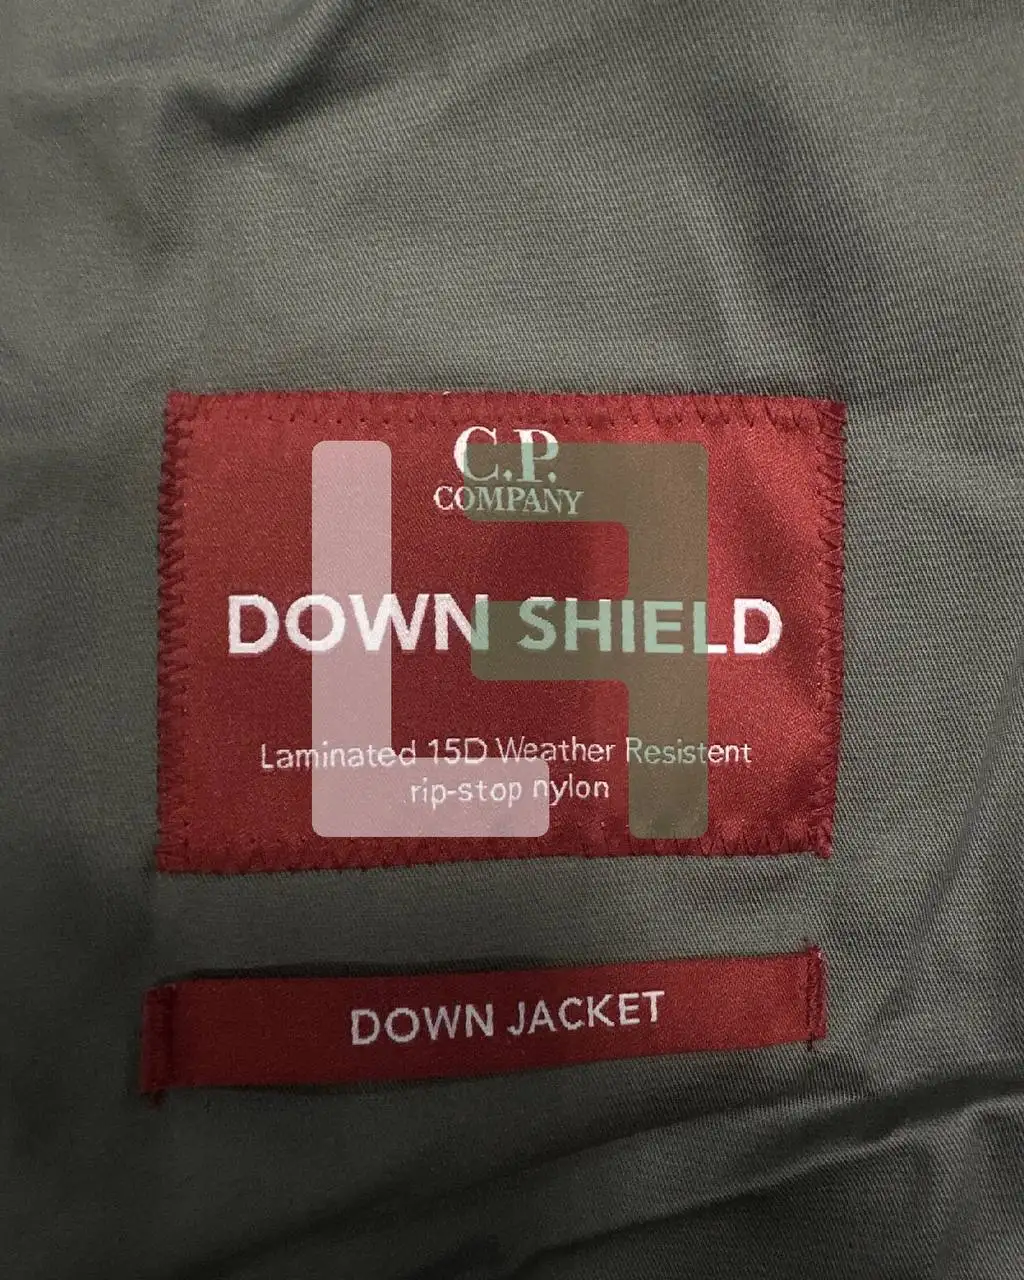 C.P.
COMPANY
DOWN SHIELD
Laminated 15D Weather Resistent
rip-stop nylon
DOWN JACKET